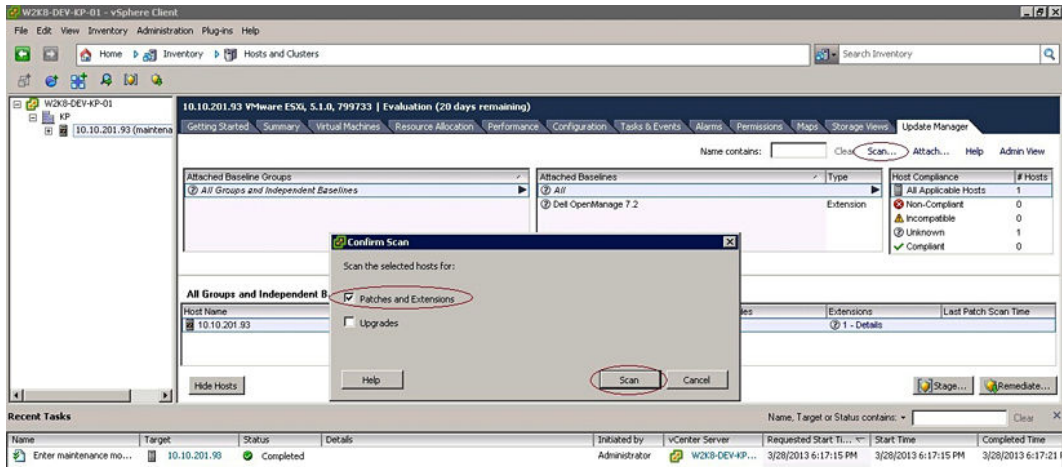 W2K8-DEV-KP-01 - vSphere Client
File Edit View Inventory Administration Plug-ins Help
Home Inventory Hosts and Clusters
Search Inventory
W2K8-DEV-KP-01
KP
10.10.201.93 (maintena
10.10.201.93 VMware ESXi, 5.1.0, 799733 | Evaluation (20 days remaining)
Getting Started Summary Virtual Machines Resource Allocation Performance Configuration Tasks & Events Alarms Permissions Maps Storage Views Update Manager
Name contains: Clear Scan... Attach... Help Admin View
Attached Baseline Groups
All Groups and Independent Baselines
Attached Baselines Type
All
Dell OpenManage 7.2 Extension
Host Compliance # Hosts
All Applicable Hosts 1
Non-Compliant 0
Incompatible 0
Unknown 1
Compliant 0
Confirm Scan
Scan the selected hosts for:
Patches and Extensions
Upgrades
Help Scan Cancel
All Groups and Independent B
Host Name Extensions Last Patch Scan Time
10.10.201.93 1 - Details
Hide Hosts Stage... Remediate...
Recent Tasks
Name, Target or Status contains: Clear
Name Target Status Details Initiated by vCenter Server Requested Start Ti... Start Time Completed Time
Enter maintenance mo... 10.10.201.93 Completed Administrator W2K8-DEV-KP... 3/28/2013 6:17:15 PM 3/28/2013 6:17:15 PM 3/28/2013 6:17:21